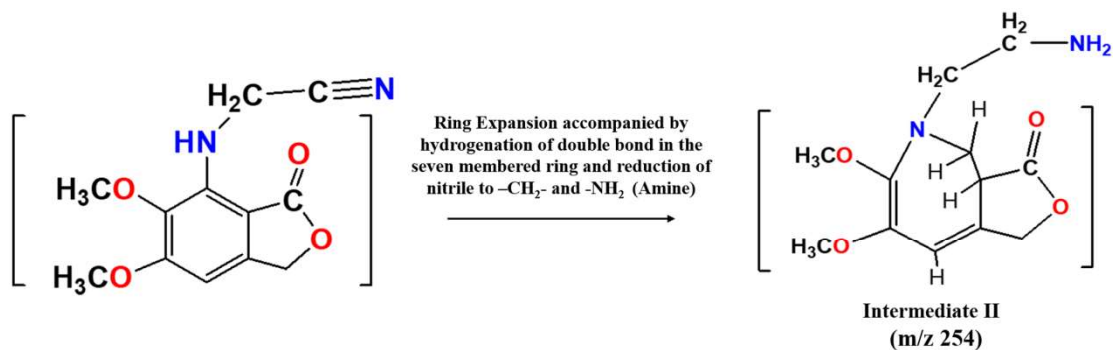 H₂C C N
HN
O
H₃CO
O
H₃CO
Ring Expansion accompanied by
hydrogenation of double bond in the
seven membered ring and reduction of
nitrile to –CH₂- and -NH₂ (Amine)
H₂
C NH₂
H₂C
N H
O
C
H₃CO H
H
O
H₃CO
H
Intermediate II
(m/z 254)